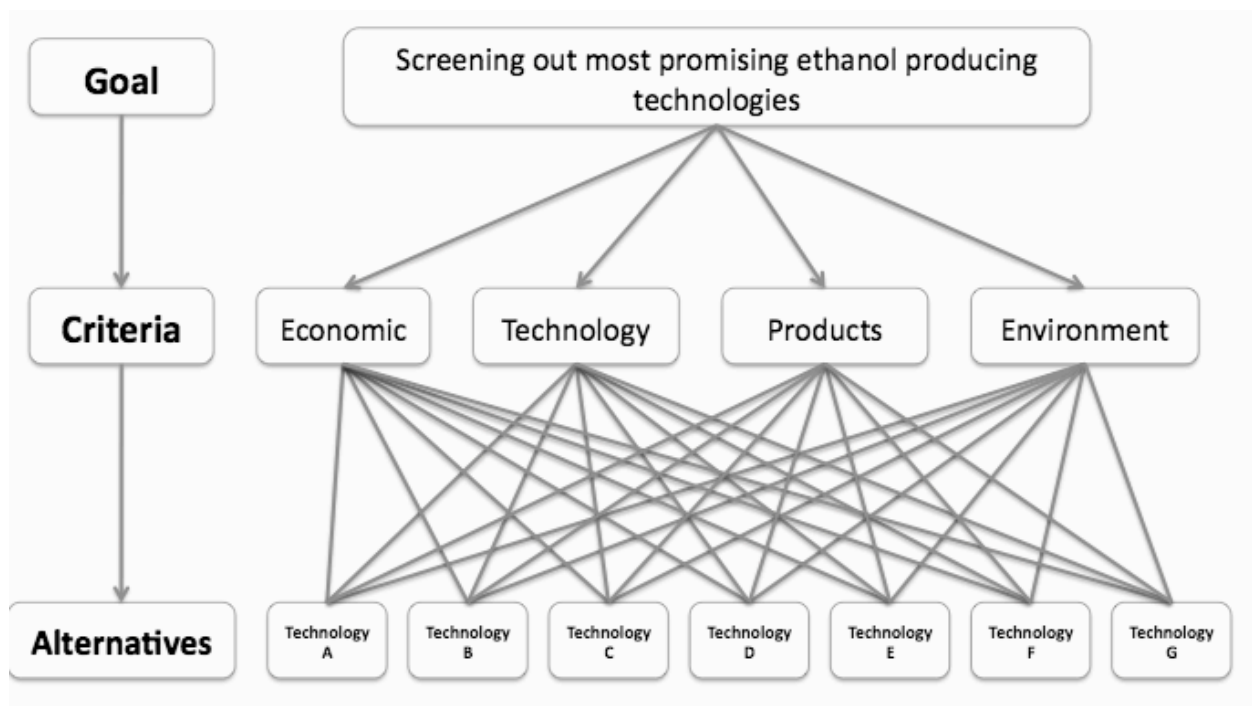 Goal
Screening out most promising ethanol producing
technologies
Criteria
Economic
Technology
Products
Environment
Alternatives
Technology
A
Technology
B
Technology
C
Technology
D
Technology
E
Technology
F
Technology
G